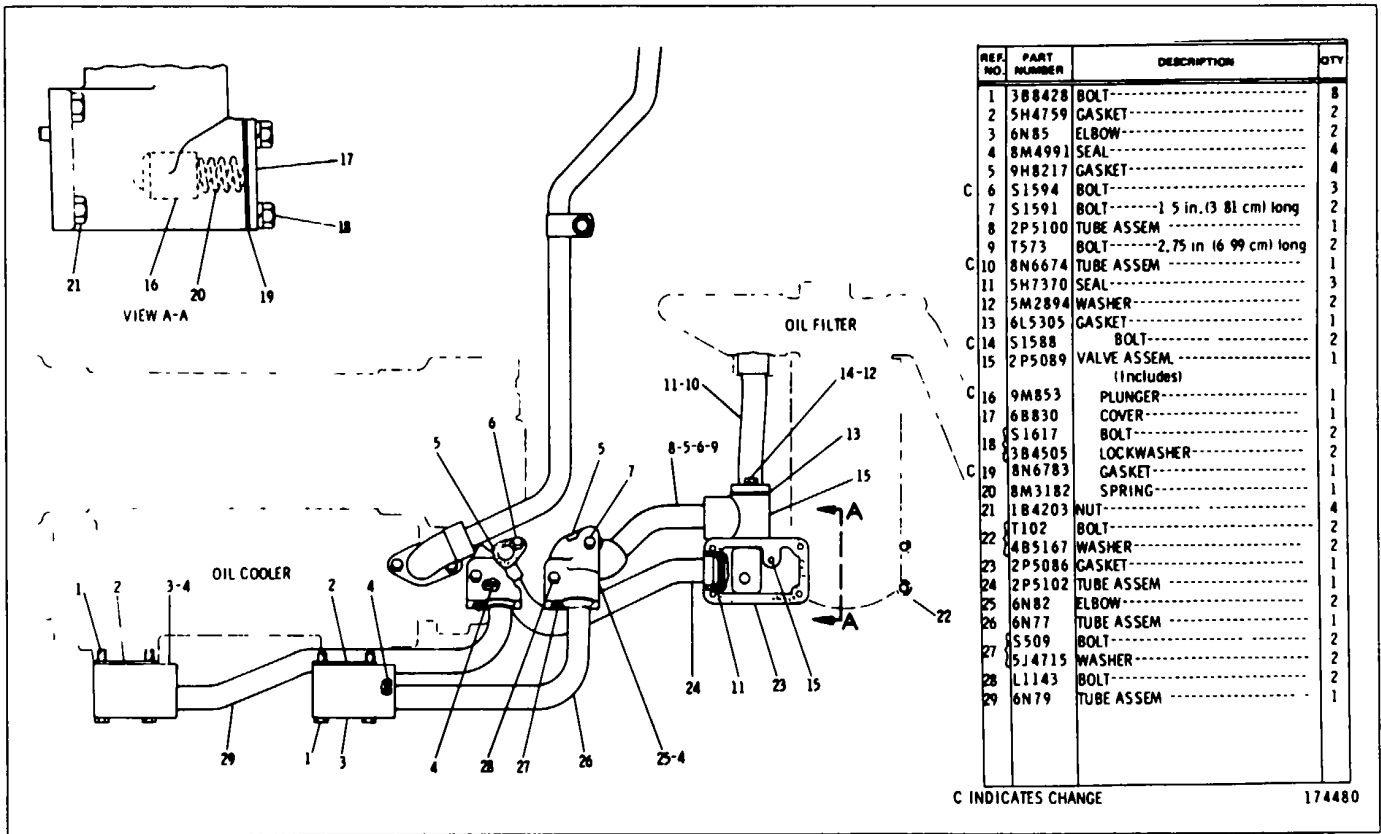 17
18
21
16
20
19
VIEW A-A
OIL FILTER
14-12
11-10
6
13
5
8-5-6-9
5
7
15
A
OIL COOLER
1
2
3-4
2
4
22
A
24
11
23
15
29
1
3
4
28
27
26
25-4
REF. NO. PART NUMBER DESCRIPTION QTY
1 3B8428 BOLT 8
2 5H4759 GASKET 2
3 6N85 ELBOW 2
4 8M4991 SEAL 4
5 9H8217 GASKET 4
C 6 S1594 BOLT 3
7 S1591 BOLT 1 5 in.(3 81 cm) long 2
8 2P5100 TUBE ASSEM 1
9 T573 BOLT 2.75 in (6 99 cm) long 2
C 10 8N6674 TUBE ASSEM 1
11 5H7370 SEAL 3
12 5M2894 WASHER 2
13 6L5305 GASKET 1
C 14 S1588 BOLT 2
15 2P5089 VALVE ASSEM. 1
(Includes)
C 16 9M853 PLUNGER 1
17 6B830 COVER 1
18 S1617 BOLT 2
3B4505 LOCKWASHER 2
C 19 8N6783 GASKET 1
20 8M3182 SPRING 1
21 1B4203 NUT 4
22 T102 BOLT 2
4B5167 WASHER 2
23 2P5086 GASKET 1
24 2P5102 TUBE ASSEM 1
25 6N82 ELBOW 2
26 6N77 TUBE ASSEM 1
27 S509 BOLT 2
5J4715 WASHER 2
28 L1143 BOLT 2
29 6N79 TUBE ASSEM 1
C INDICATES CHANGE 174480